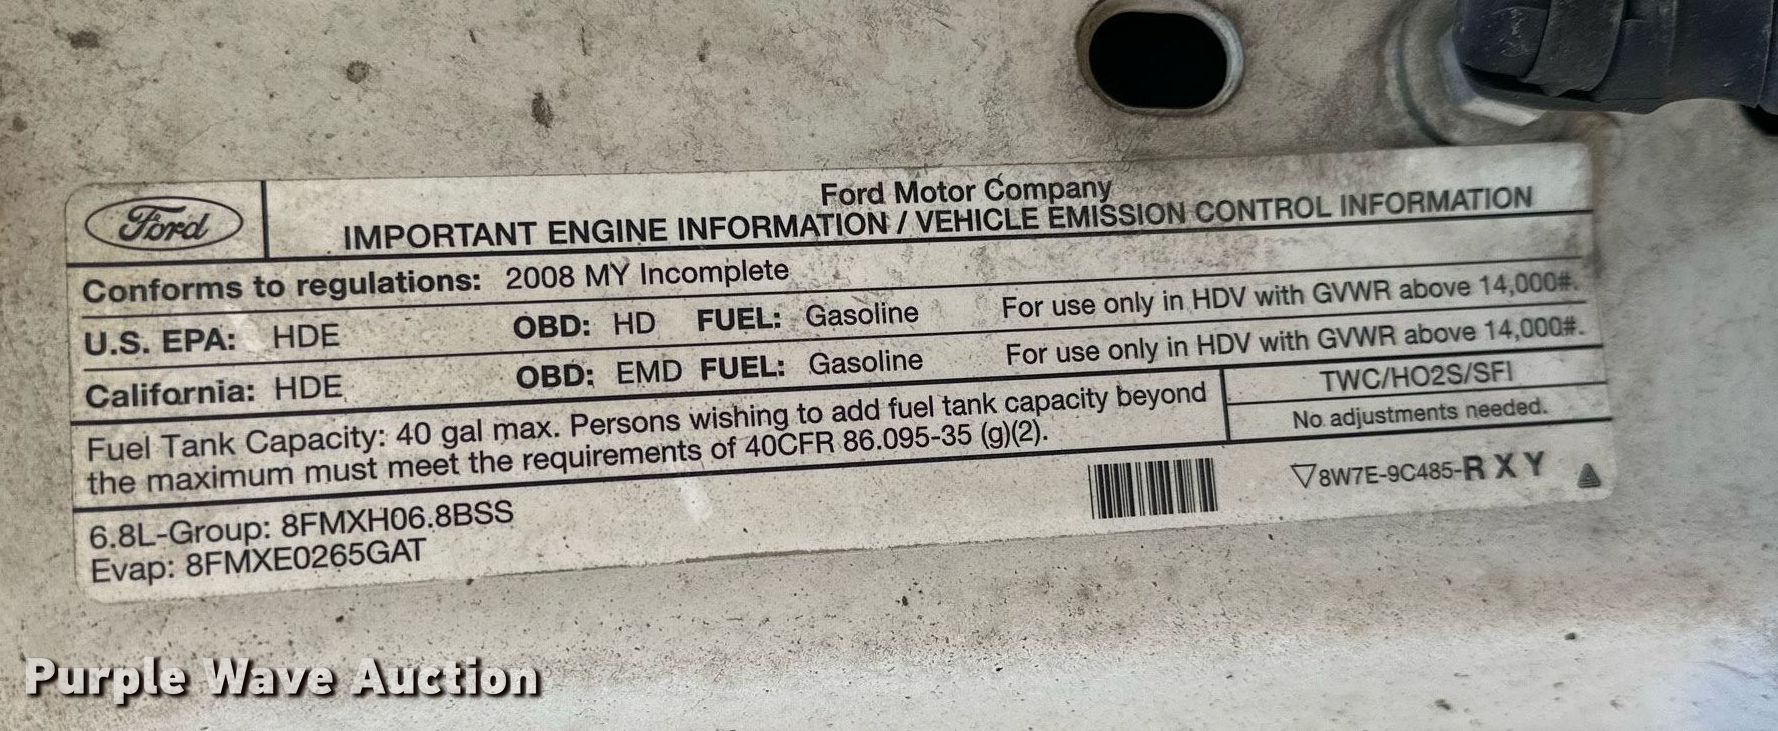 Ford
Ford Motor Company
IMPORTANT ENGINE INFORMATION / VEHICLE EMISSION CONTROL INFORMATION
Conforms to regulations: 2008 MY Incomplete
U.S. EPA: HDE OBD: HD FUEL: Gasoline For use only in HDV with GVWR above 14,000#.
California: HDE OBD: EMD FUEL: Gasoline For use only in HDV with GVWR above 14,000#.
Fuel Tank Capacity: 40 gal max. Persons wishing to add fuel tank capacity beyond
the maximum must meet the requirements of 40CFR 86.095-35 (g)(2).
TWC/HO2S/SFI
No adjustments needed.
6.8L-Group: 8FMXH06.8BSS
Evap: 8FMXE0265GAT
8W7E-9C485-RXY
Purple Wave Auction